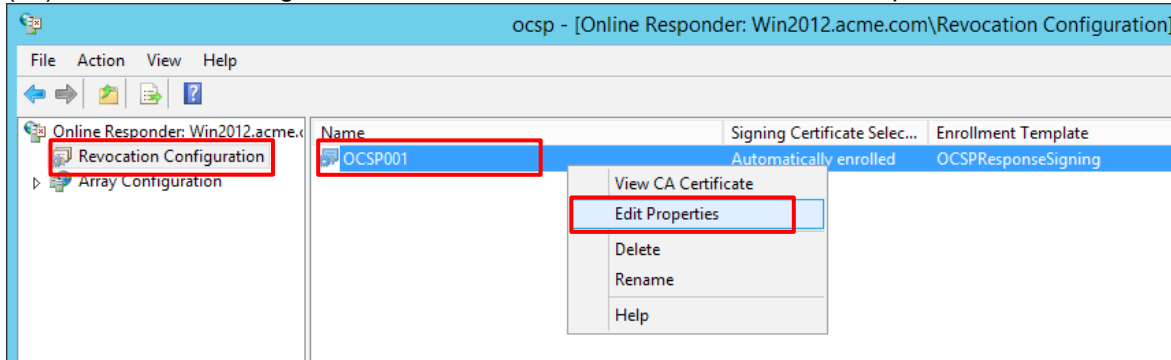 ocsp - [Online Responder: Win2012.acme.com\Revocation Configuration]
File Action View Help
Online Responder: Win2012.acme.c
Name Signing Certificate Selec... Enrollment Template
Revocation Configuration
OCSP001 Automatically enrolled OCSPResponseSigning
Array Configuration
View CA Certificate
Edit Properties
Delete
Rename
Help